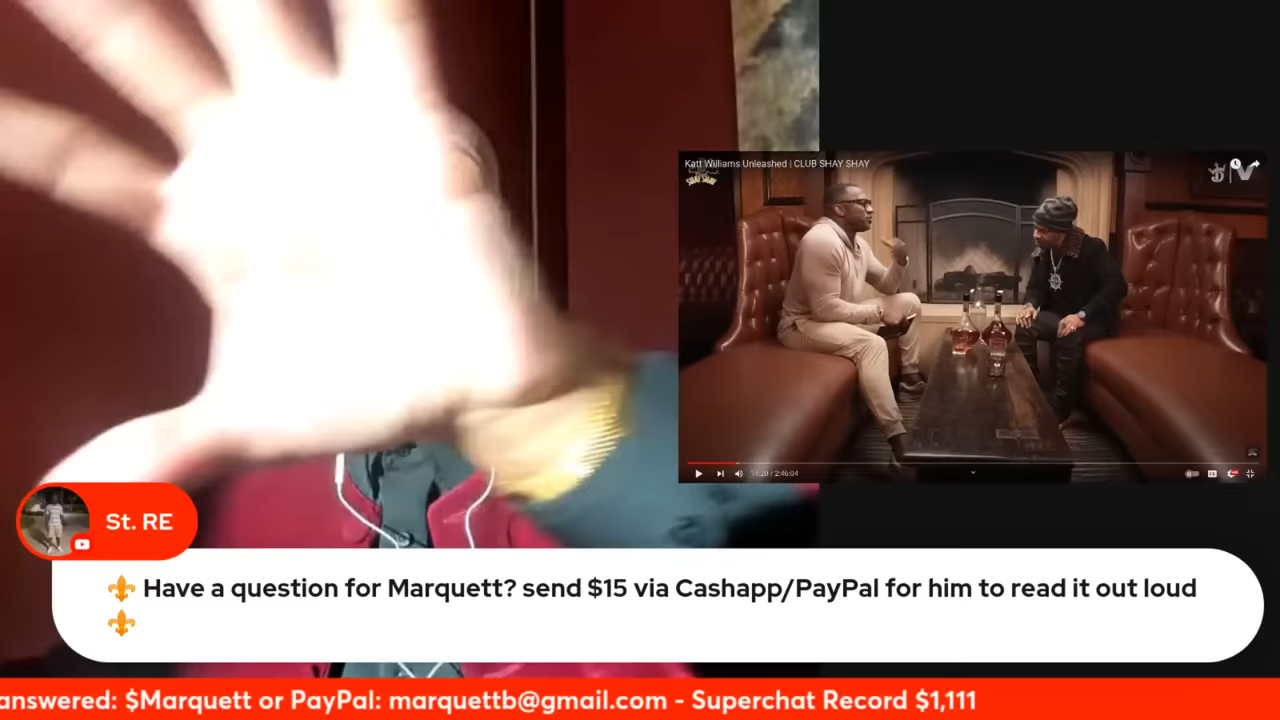 Katt Williams Unleashed | CLUB SHAY SHAY
SHAY SHAY
14:20 / 2:46:04
St. RE
⚜️ Have a question for Marquett? send $15 via Cashapp/PayPal for him to read it out loud
⚜️
answered: $Marquett or PayPal: marquettb@gmail.com - Superchat Record $1,111